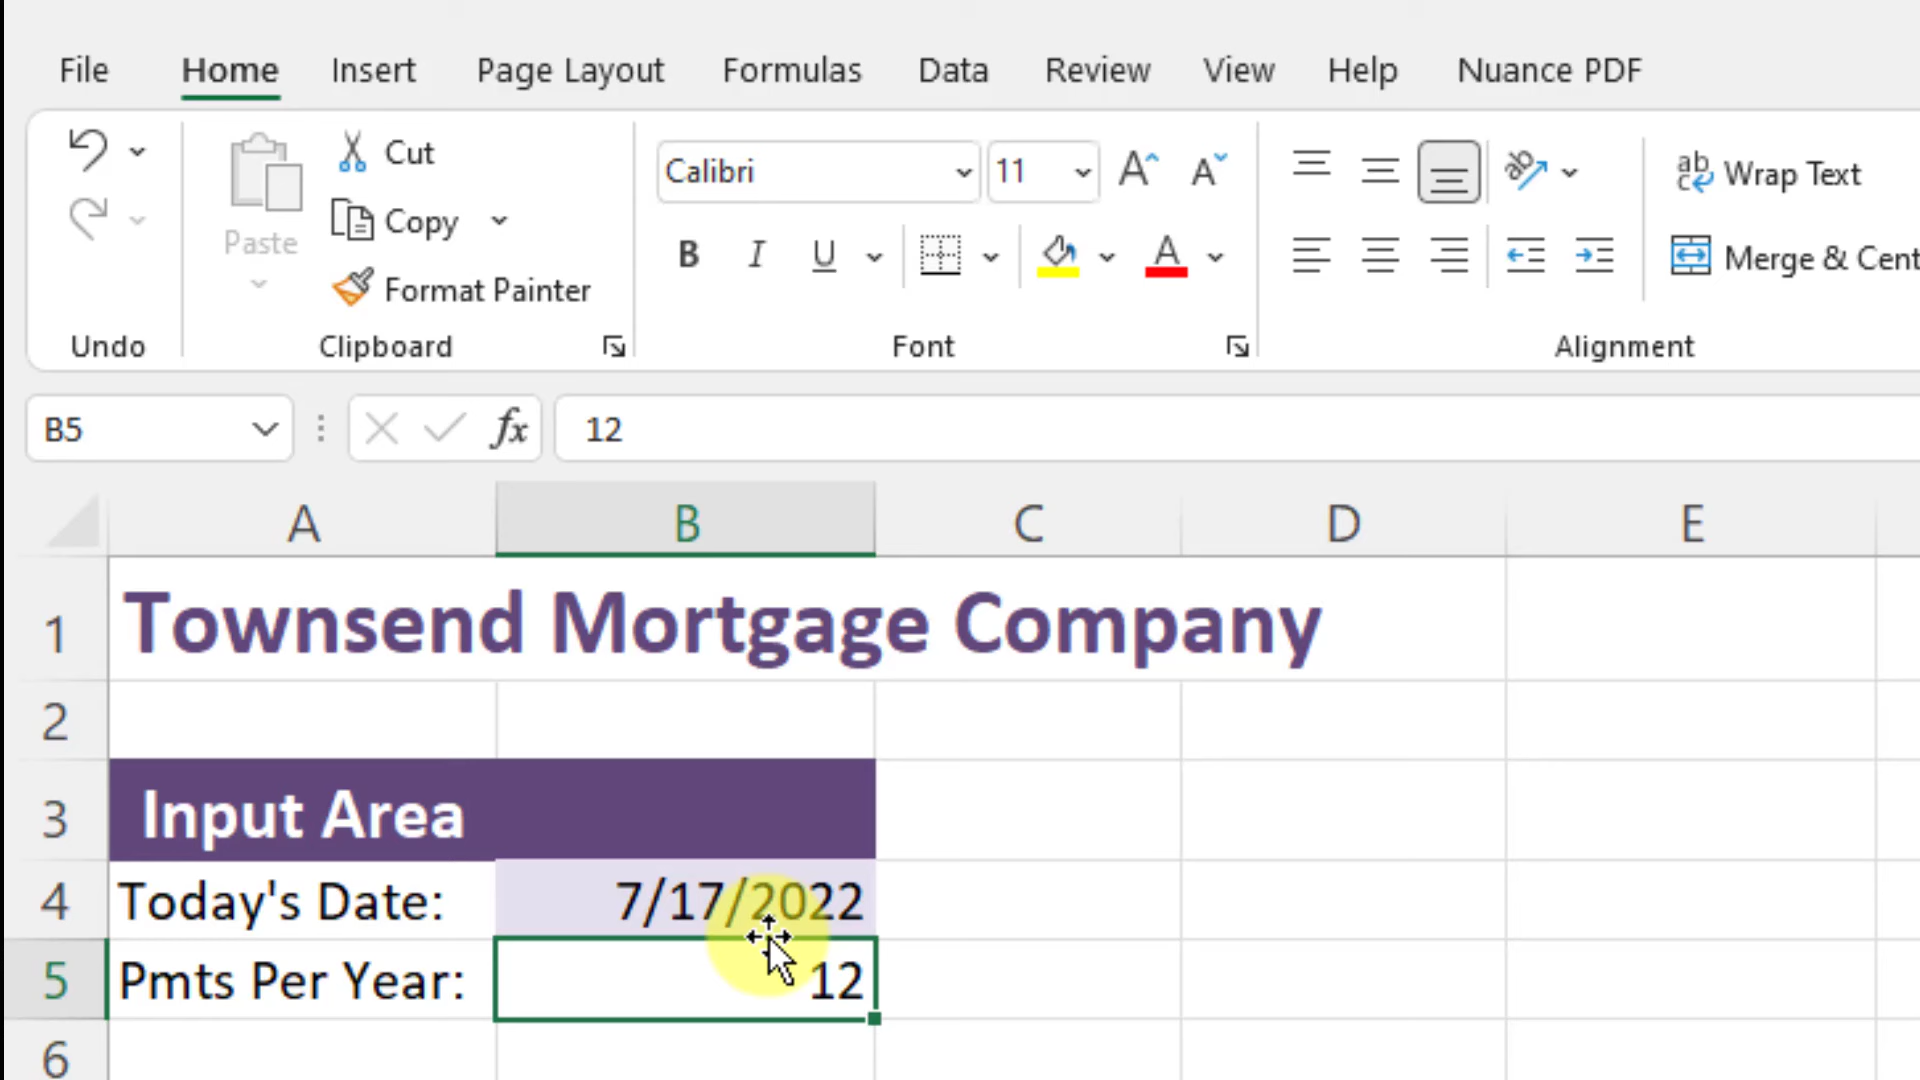 File Home Insert Page Layout Formulas Data Review View Help Nuance PDF
Cut
Calibri 11 A A
ab Wrap Text
Copy
Paste
B I U A
Merge & Cent
Format Painter
Undo Clipboard Font Alignment
B5 fx 12
A B C D E
1 Townsend Mortgage Company
2
3 Input Area
4 Today's Date: 7/17/2022
5 Pmts Per Year: 12
6